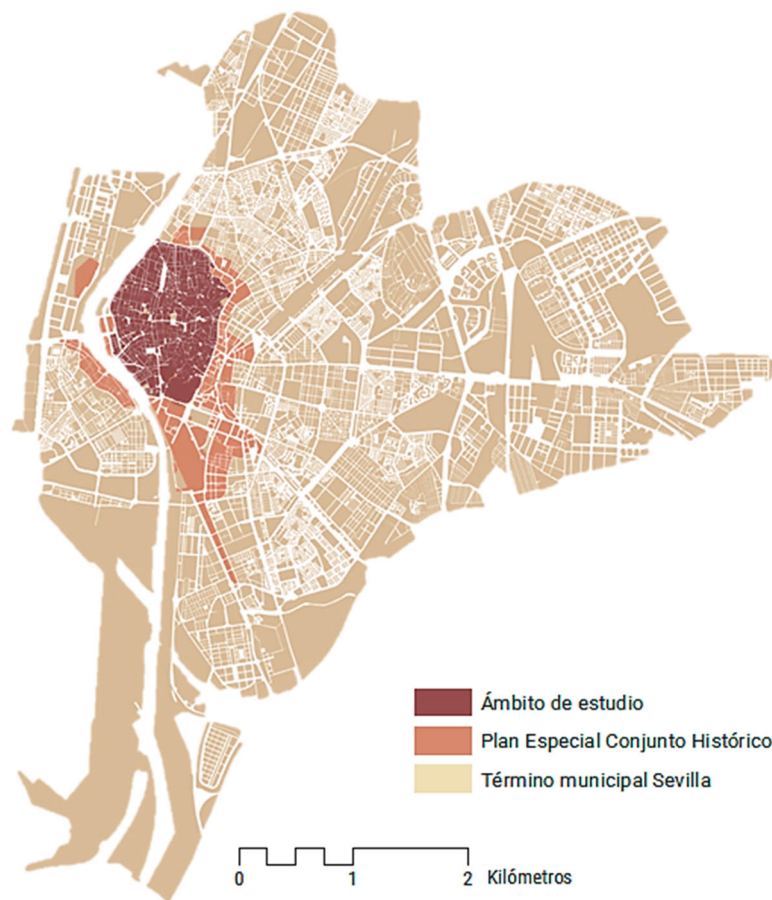 Ámbito de estudio
Plan Especial Conjunto Histórico
Término municipal Sevilla
0 1 2 Kilómetros